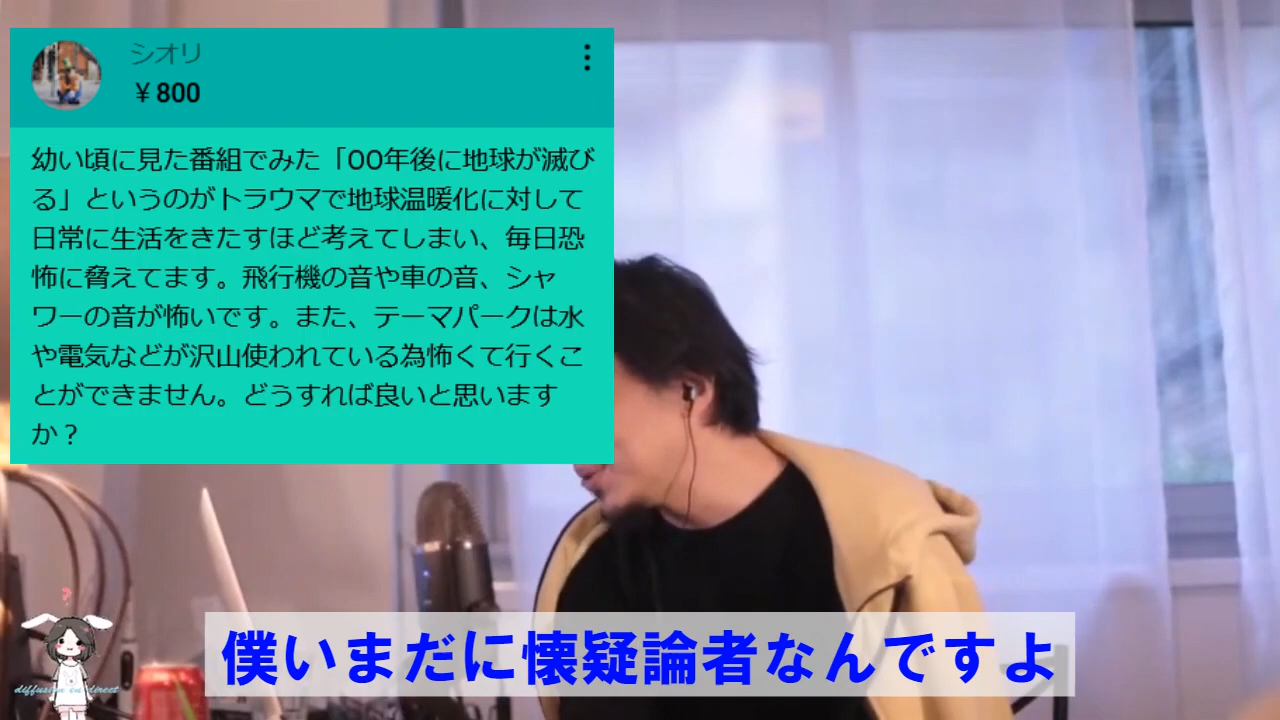 シオリ
￥800
幼い頃に見た番組でみた「00年後に地球が滅び
る」というのがトラウマで地球温暖化に対して
日常に生活をきたすほど考えてしまい、毎日恐
怖に脅えてます。飛行機の音や車の音、シャ
ワーの音が怖いです。また、テーマパークは水
や電気などが沢山使われている為怖くて行くこ
とができません。どうすれば良いと思います
か？
?
diffusion en direct
僕いまだに懐疑論者なんですよ